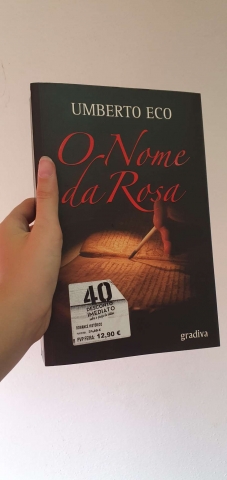 UMBERTO ECO
O Nome
da Rosa
40
DESCONTO
IMEDIATO
12,90 €
gradiva